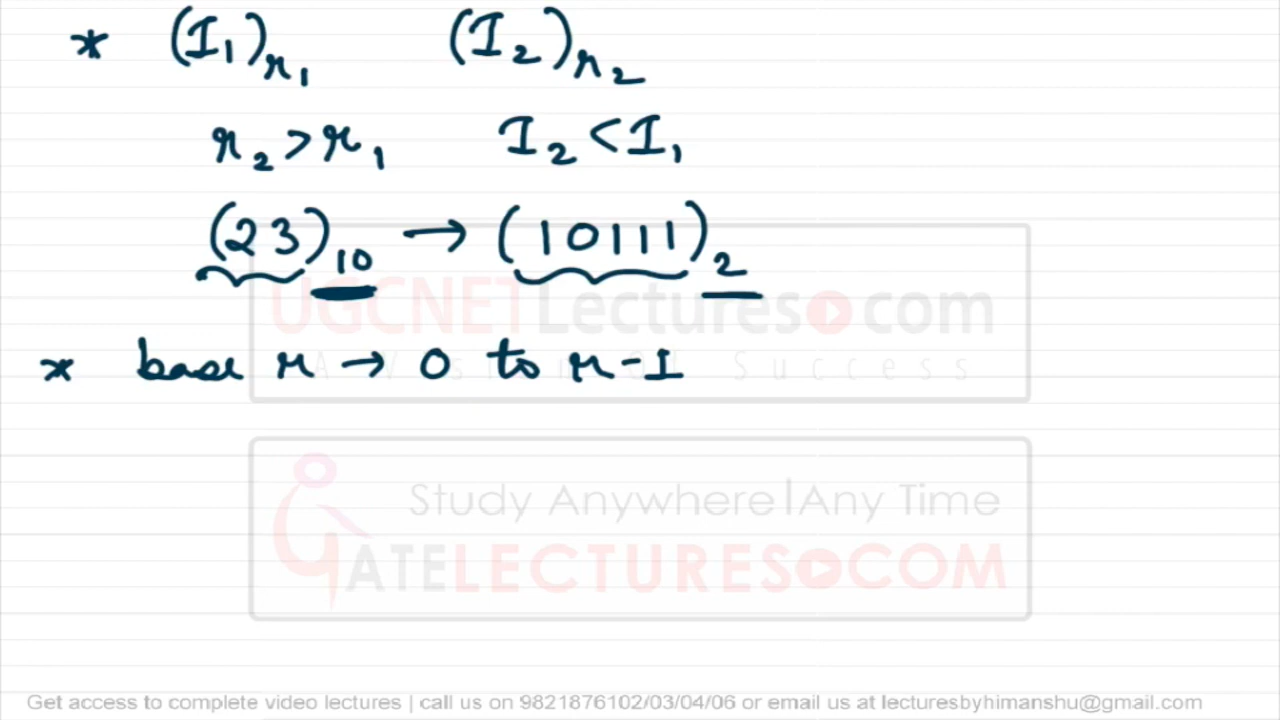 * (I₁)r₁ (I₂)r₂
r₂ > r₁ I₂ < I₁
(23)₁₀ → (10111)₂
UGCNETLectures.com
A Vision Of Success
* base r → 0 to r-1
Study Anywhere|Any Time
GATELECTURES.COM
Get access to complete video lectures | call us on 9821876102/03/04/06 or email us at lecturesbyhimanshu@gmail.com